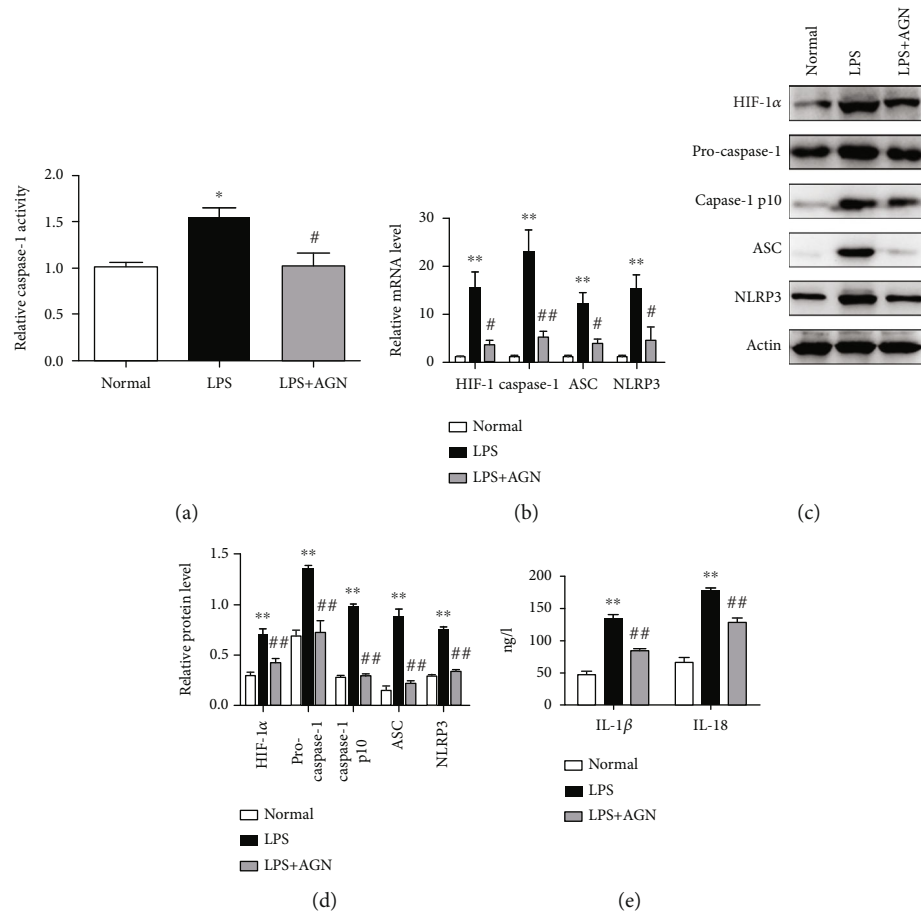 Relative caspase-1 activity
2.0
1.5
1.0
0.5
0.0
*
#
Normal
LPS
LPS+AGN
(a)
Relative mRNA level
30
20
10
0
**
#
**
##
**
#
**
#
HIF-1
caspase-1
ASC
NLRP3
Normal
LPS
LPS+AGN
(b)
Normal
LPS
LPS+AGN
HIF-1α
Pro-caspase-1
Capase-1 p10
ASC
NLRP3
Actin
(c)
Relative protein level
1.5
1.0
0.5
0.0
**
##
**
##
**
##
**
##
**
##
HIF-1α
Pro-
caspase-1
caspase-1
p10
ASC
NLRP3
Normal
LPS
LPS+AGN
(d)
ng/l
200
150
100
50
0
**
##
**
##
IL-1β
IL-18
Normal
LPS
LPS+AGN
(e)